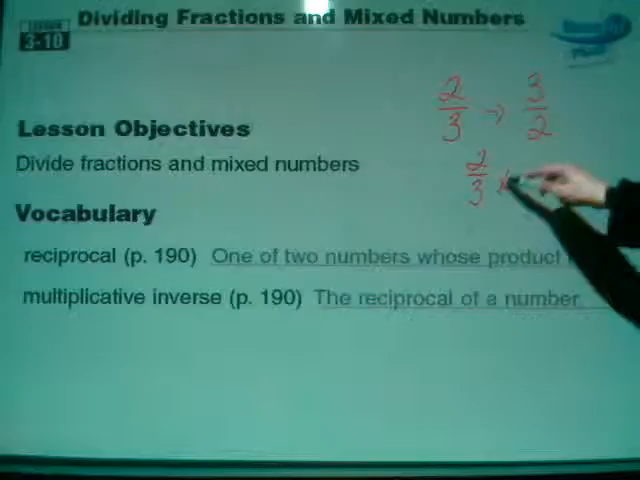 LESSON
3-10
Dividing Fractions and Mixed Numbers
2/3 → 3/2
Lesson Objectives
Divide fractions and mixed numbers
2/3 ×
Vocabulary
reciprocal (p. 190) One of two numbers whose product
multiplicative inverse (p. 190) The reciprocal of a number